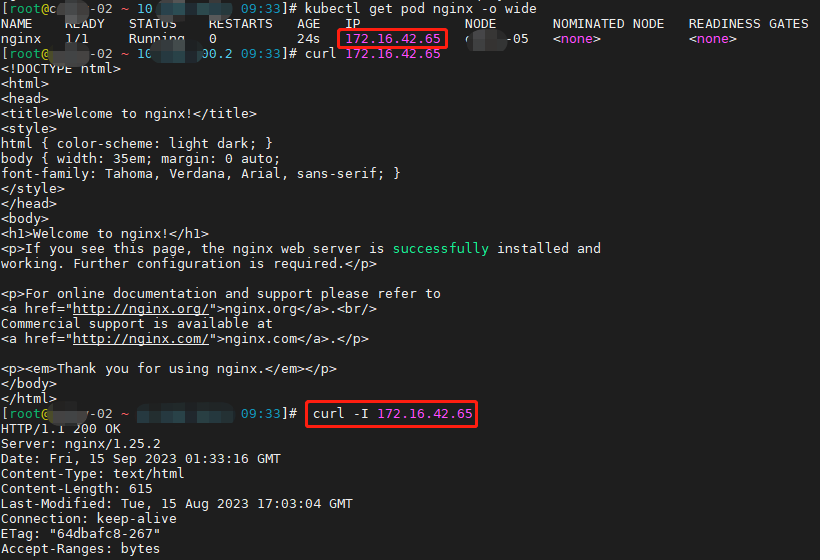 [root@c -02 ~ 10 09:33]# kubectl get pod nginx -o wide
NAME READY STATUS RESTARTS AGE IP NODE NOMINATED NODE READINESS GATES
nginx 1/1 Running 0 24s 172.16.42.65 -05 <none> <none>
[root@ -02 ~ 10 00.2 09:33]# curl 172.16.42.65
<!DOCTYPE html>
<html>
<head>
<title>Welcome to nginx!</title>
<style>
html { color-scheme: light dark; }
body { width: 35em; margin: 0 auto;
font-family: Tahoma, Verdana, Arial, sans-serif; }
</style>
</head>
<body>
<h1>Welcome to nginx!</h1>
<p>If you see this page, the nginx web server is successfully installed and
working. Further configuration is required.</p>
<p>For online documentation and support please refer to
<a href="http://nginx.org/">nginx.org</a>.<br/>
Commercial support is available at
<a href="http://nginx.com/">nginx.com</a>.</p>
<p><em>Thank you for using nginx.</em></p>
</body>
</html>
[root@ -02 ~ 09:33]# curl -I 172.16.42.65
HTTP/1.1 200 OK
Server: nginx/1.25.2
Date: Fri, 15 Sep 2023 01:33:16 GMT
Content-Type: text/html
Content-Length: 615
Last-Modified: Tue, 15 Aug 2023 17:03:04 GMT
Connection: keep-alive
ETag: "64dbafc8-267"
Accept-Ranges: bytes